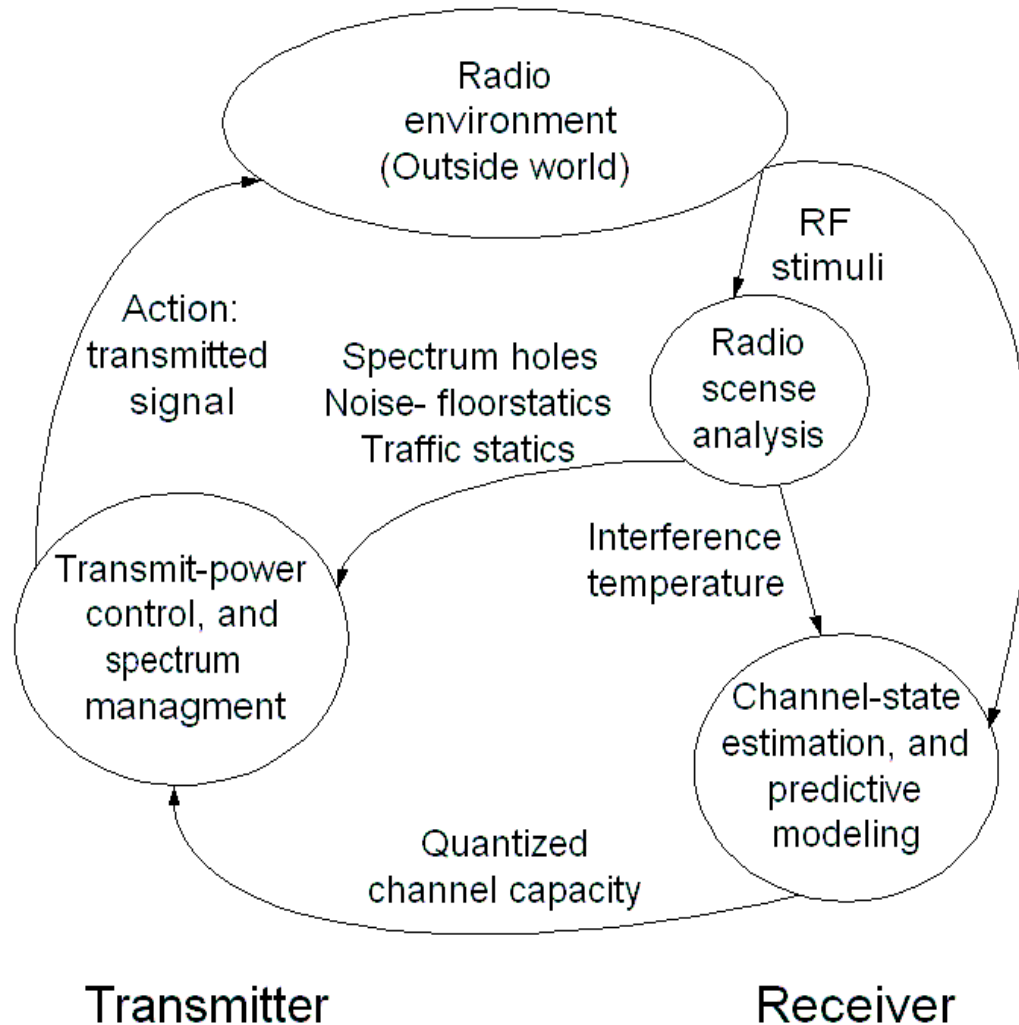 Radio
environment
(Outside world)
RF
stimuli
Action:
transmitted
signal
Spectrum holes
Noise- floorstatics
Traffic statics
Radio
scense
analysis
Interference
temperature
Transmit-power
control, and
spectrum
managment
Channel-state
estimation, and
predictive
modeling
Quantized
channel capacity
Transmitter
Receiver